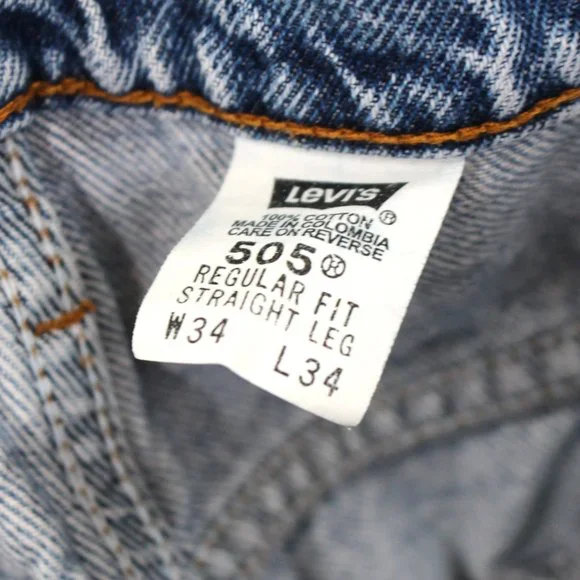 Levi's ®
100% COTTON
MADE IN COLOMBIA
CARE ON REVERSE
505®
REGULAR FIT
STRAIGHT LEG
W34 L34